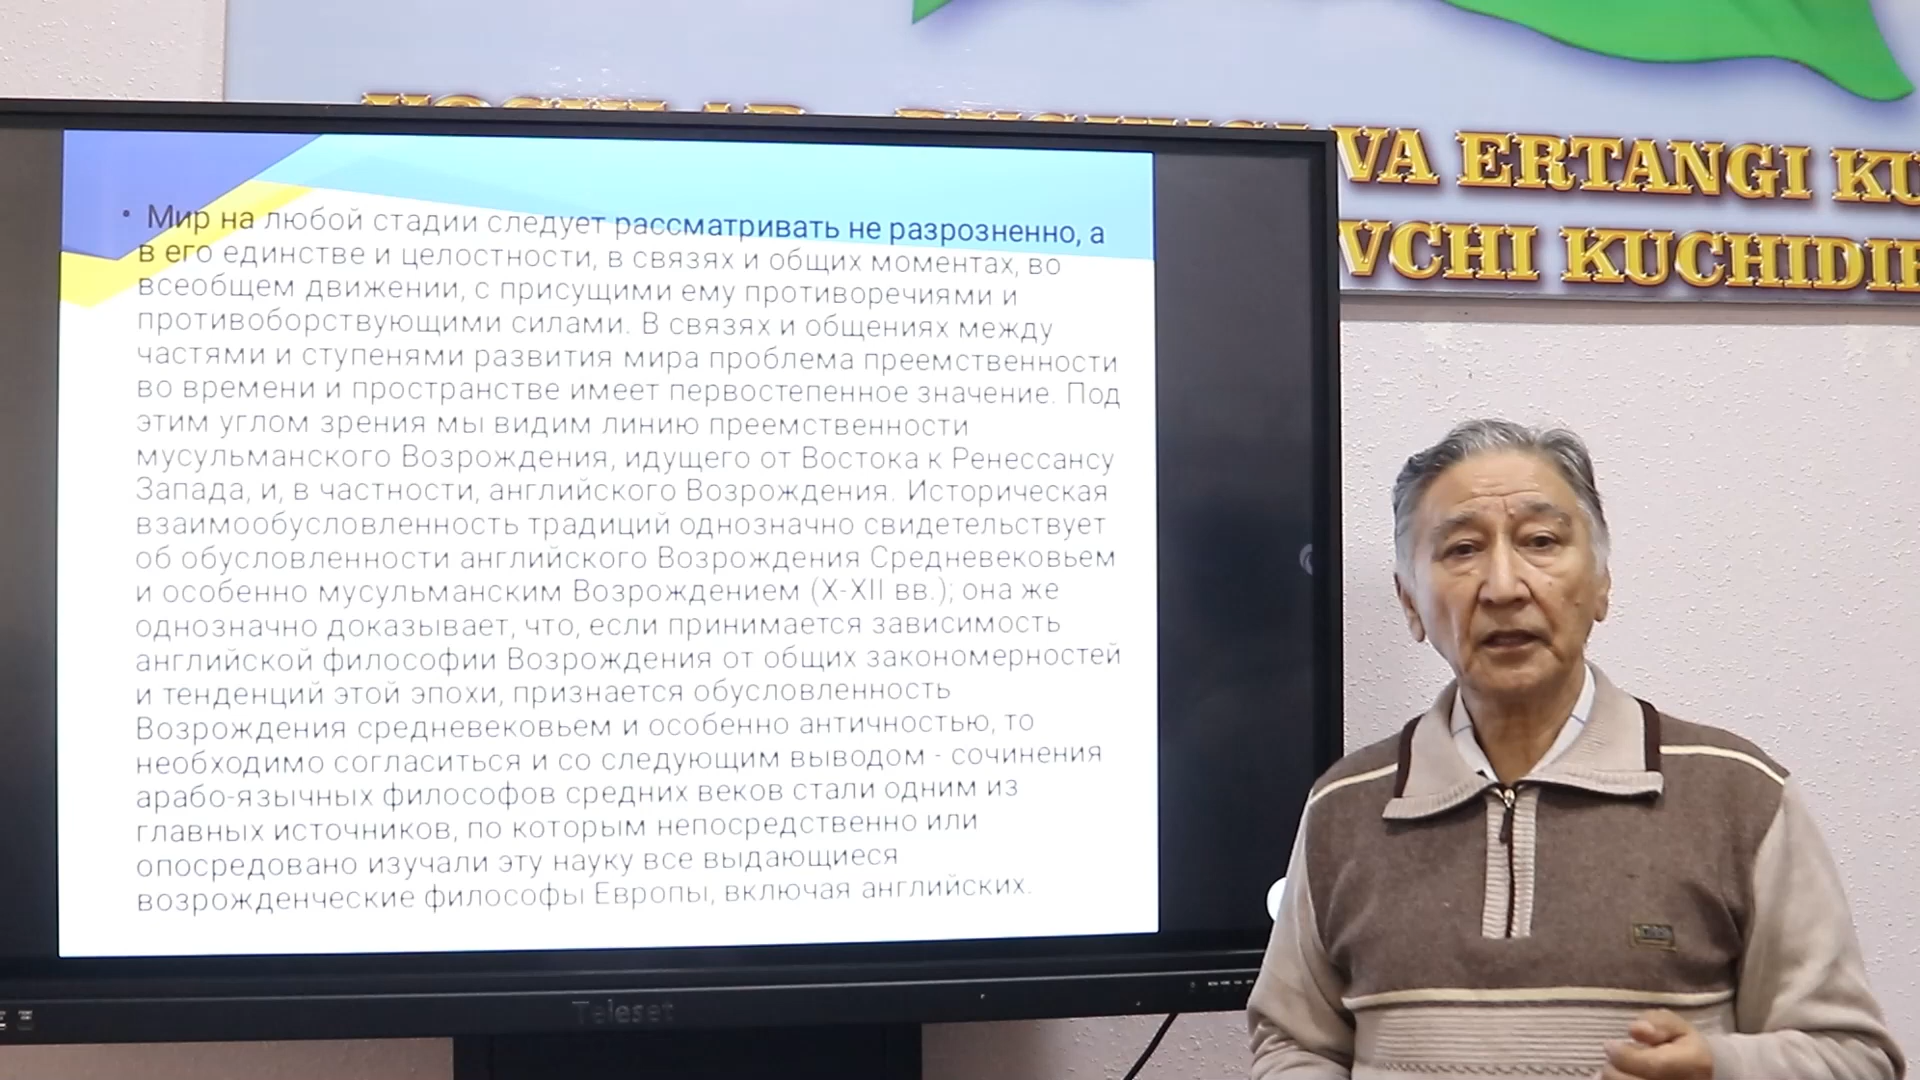 VA ERTANGI
VCHI
• Мир на любой стадии следует рассматривать не разрозненно, а
в его единстве и целостности, в связях и общих моментах, во
всеобщем движении, с присущими ему противоречиями и
противоборствующими силами. В связях и общениях между
частями и ступенями развития мира проблема преемственности
во времени и пространстве имеет первостепенное значение. Под
этим углом зрения мы видим линию преемственности
мусульманского Возрождения, идущего от Востока к Ренессансу
Запада, и, в частности, английского Возрождения. Историческая
взаимообусловленность традиций однозначно свидетельствует
об обусловленности английского Возрождения Средневековьем
и особенно мусульманским Возрождением (X-XII вв.); она же
однозначно доказывает, что, если принимается зависимость
английской философии Возрождения от общих закономерностей
и тенденций этой эпохи, признается обусловленность
Возрождения средневековьем и особенно античностью, то
необходимо согласиться и со следующим выводом - сочинения
арабо-язычных философов средних веков стали одним из
главных источников, по которым непосредственно или
опосредовано изучали эту науку все выдающиеся
возрожденческие философы Европы, включая английских.
Teleset